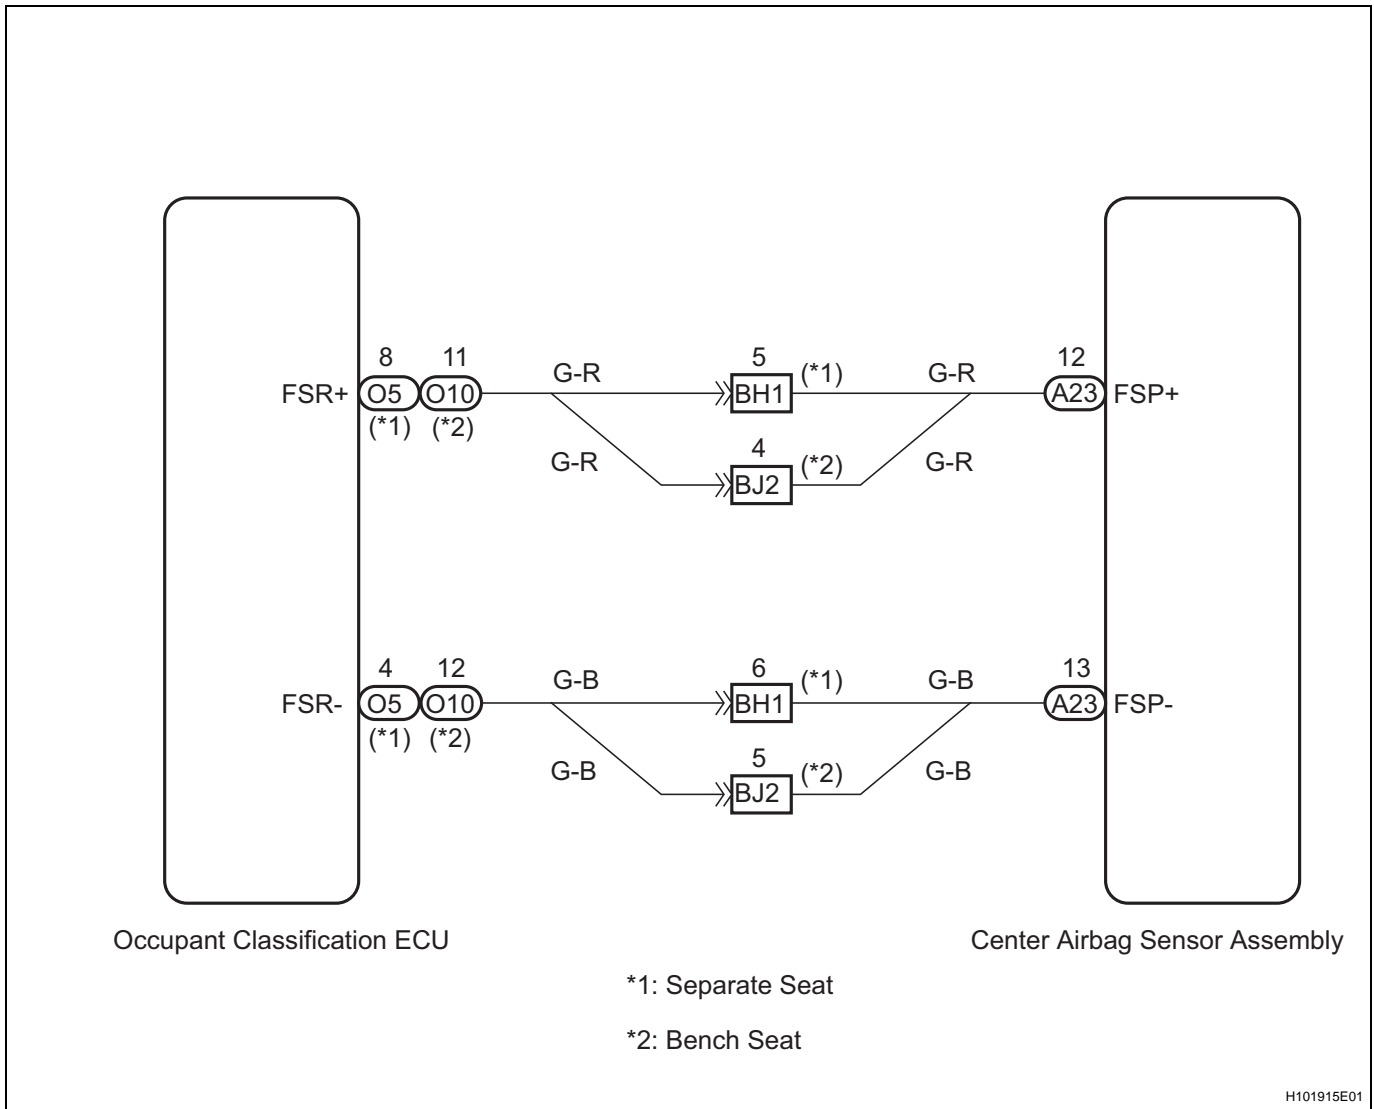 8 11 5 12
G-R (*1) G-R
FSR+ O5 O10 BH1 A23 FSP+
(*1) (*2) 4
G-R (*2) G-R
BJ2
4 12 6 13
G-B (*1) G-B
FSR- O5 O10 BH1 A23 FSP-
(*1) (*2) 5
G-B (*2) G-B
BJ2
Occupant Classification ECU Center Airbag Sensor Assembly
*1: Separate Seat
*2: Bench Seat
H101915E01